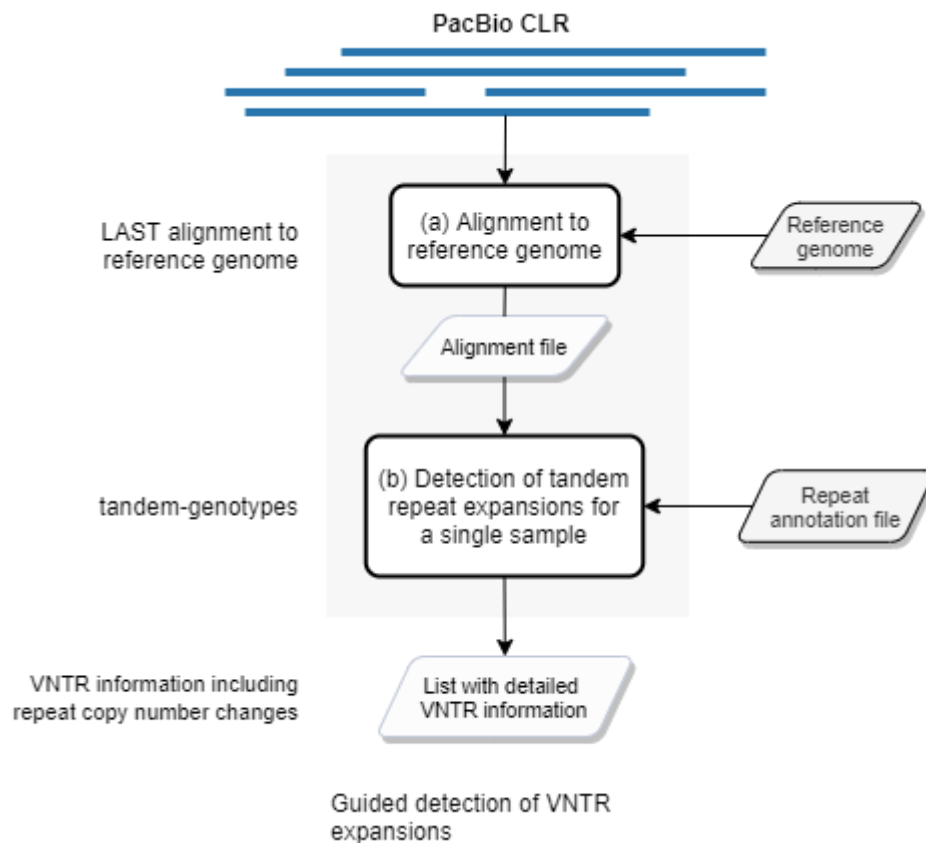 PacBio CLR
LAST alignment to
reference genome
(a) Alignment to
reference genome
Reference
genome
Alignment file
tandem-genotypes
(b) Detection of tandem
repeat expansions for
a single sample
Repeat
annotation file
VNTR information including
repeat copy number changes
List with detailed
VNTR information
Guided detection of VNTR
expansions